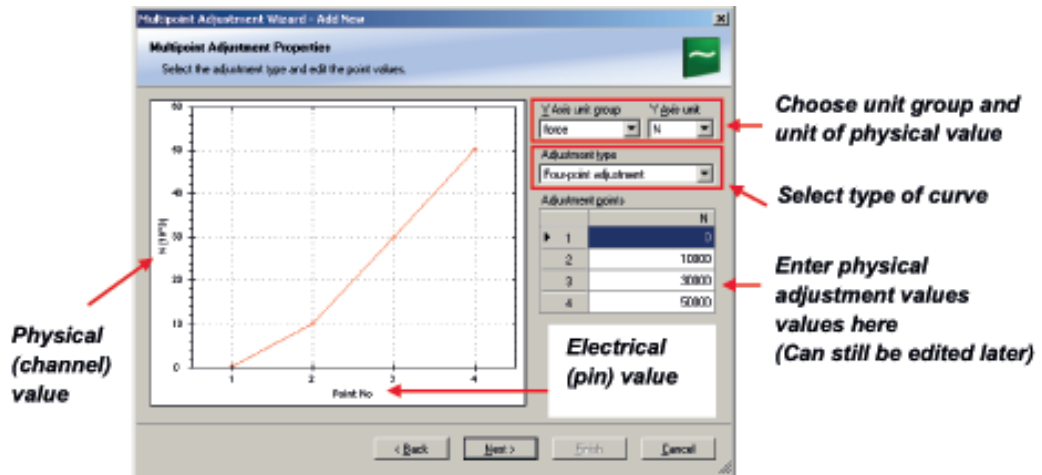 Multipoint Adjustment Wizard - Add New
Multipoint Adjustment Properties
Select the adjustment type and edit the point values.
Y Axis unit group
Y Axis unit
force
N
Adjustment type
Four-point adjustment
Adjustment points
N
1 0
2 10000
3 30000
4 50000
60
50
40
30
20
10
0
N [10^3]
1 2 3 4
Point No
Choose unit group and
unit of physical value
Select type of curve
Enter physical
adjustment values
values here
(Can still be edited later)
Physical
(channel)
value
Electrical
(pin) value
< Back
Next >
Finish
Cancel